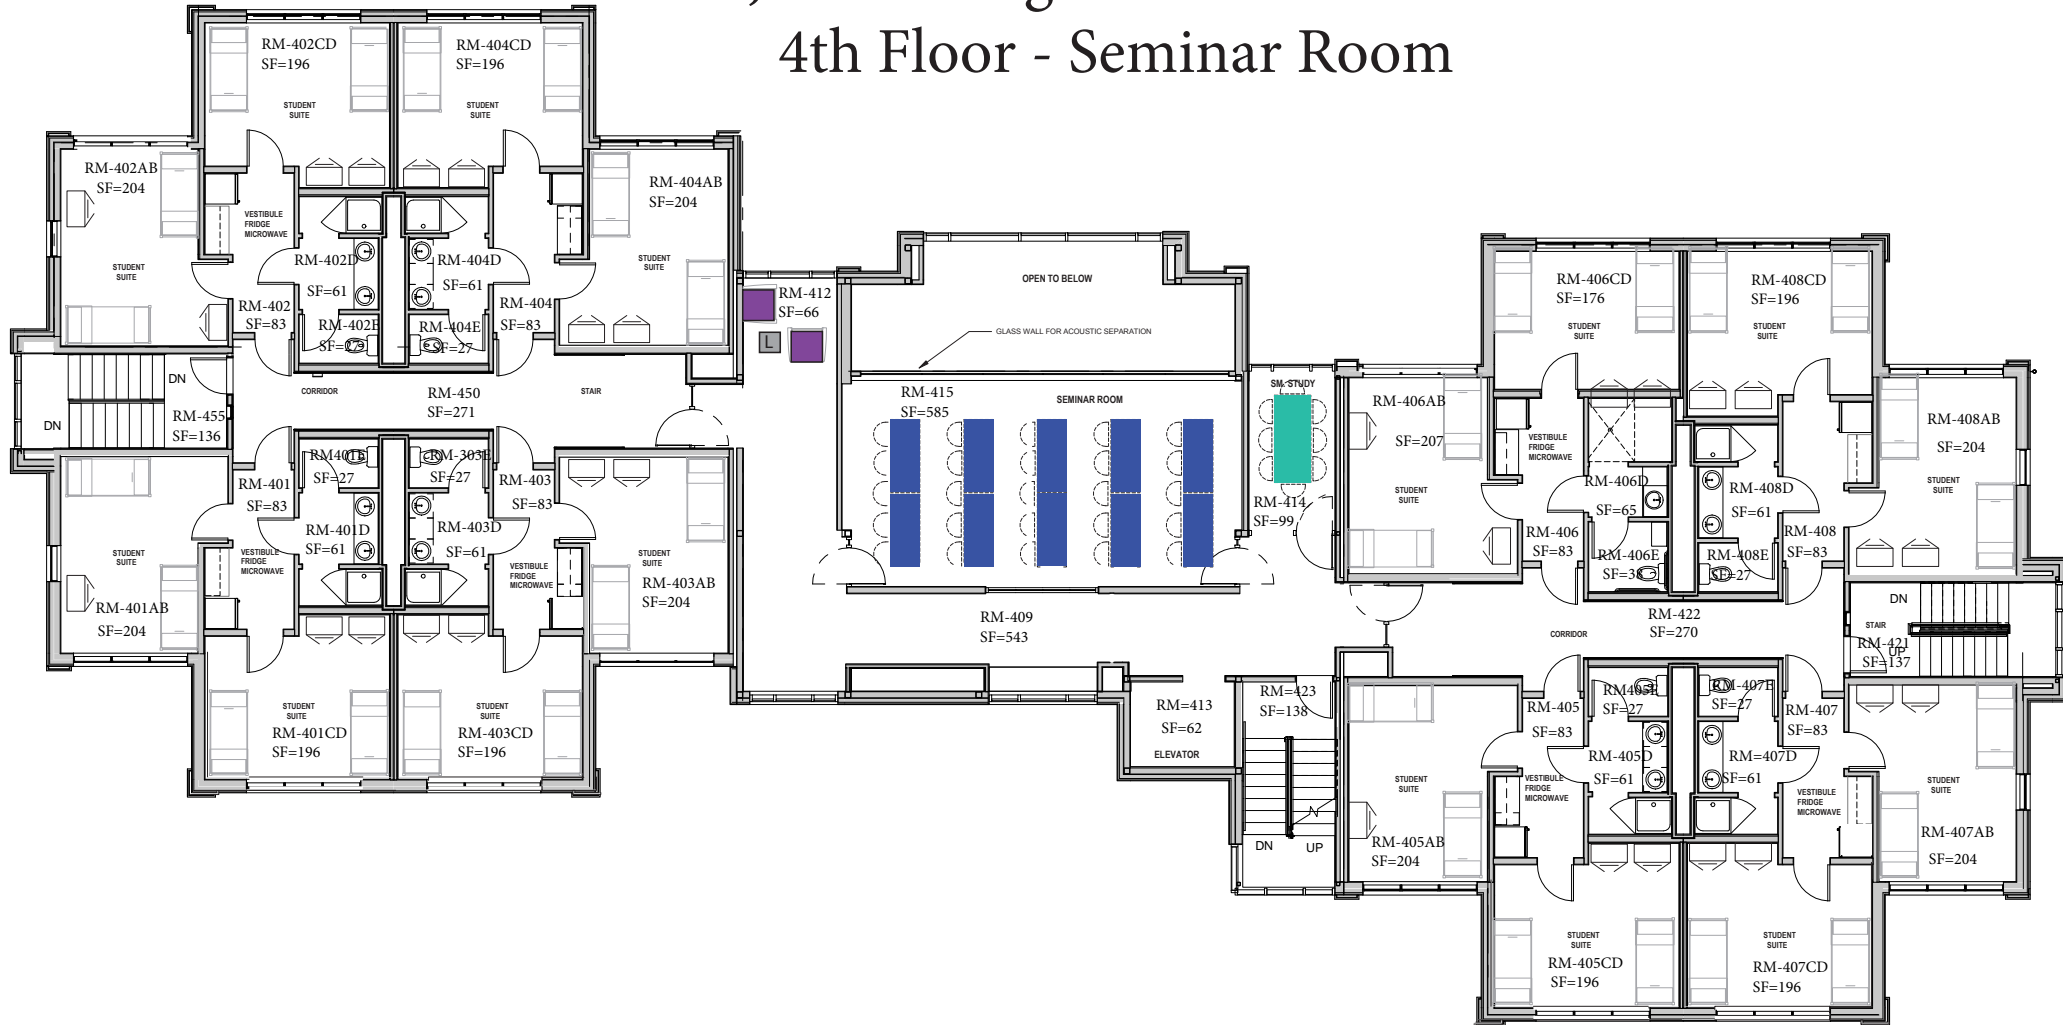 4th Floor - Seminar Room
RM-402CD
SF=196
STUDENT
SUITE
RM-404CD
SF=196
STUDENT
SUITE
RM-402AB
SF=204
STUDENT
SUITE
VESTIBULE
FRIDGE
MICROWAVE
RM-402D
SF=61
RM-404D
SF=61
RM-404AB
SF=204
STUDENT
SUITE
RM-402
SF=83
RM-402E
SF=27
RM-404E
SF=27
RM-404
SF=83
RM-412
SF=66
L
OPEN TO BELOW
GLASS WALL FOR ACOUSTIC SEPARATION
DN
DN
RM-455
SF=136
CORRIDOR
RM-450
SF=271
STAIR
RM-415
SF=585
SEMINAR ROOM
SM. STUDY
RM-414
SF=99
RM-401
SF=83
RM401E
SF=27
RM-303E
SF=27
RM-403
SF=83
RM-401D
SF=61
RM-403D
SF=61
STUDENT
SUITE
RM-401AB
SF=204
VESTIBULE
FRIDGE
MICROWAVE
VESTIBULE
FRIDGE
MICROWAVE
STUDENT
SUITE
RM-403AB
SF=204
STUDENT
SUITE
RM-401CD
SF=196
STUDENT
SUITE
RM-403CD
SF=196
RM-409
SF=543
RM=413
SF=62
ELEVATOR
RM=423
SF=138
DN
UP
RM-406CD
SF=176
STUDENT
SUITE
RM-408CD
SF=196
STUDENT
SUITE
RM-406AB
SF=207
STUDENT
SUITE
VESTIBULE
FRIDGE
MICROWAVE
RM-406D
SF=65
RM-408D
SF=61
RM-408AB
SF=204
STUDENT
SUITE
RM-406
SF=83
RM-406E
SF=38
RM-408E
SF=27
RM-408
SF=83
CORRIDOR
RM-422
SF=270
DN
STAIR
RM-421
UP
SF=137
RM-405
SF=83
RM405E
SF=27
RM-407E
SF=27
RM-407
SF=83
RM-405D
SF=61
RM=407D
SF=61
STUDENT
SUITE
RM-405AB
SF=204
VESTIBULE
FRIDGE
MICROWAVE
VESTIBULE
FRIDGE
MICROWAVE
STUDENT
SUITE
RM-407AB
SF=204
STUDENT
SUITE
RM-405CD
SF=196
STUDENT
SUITE
RM-407CD
SF=196